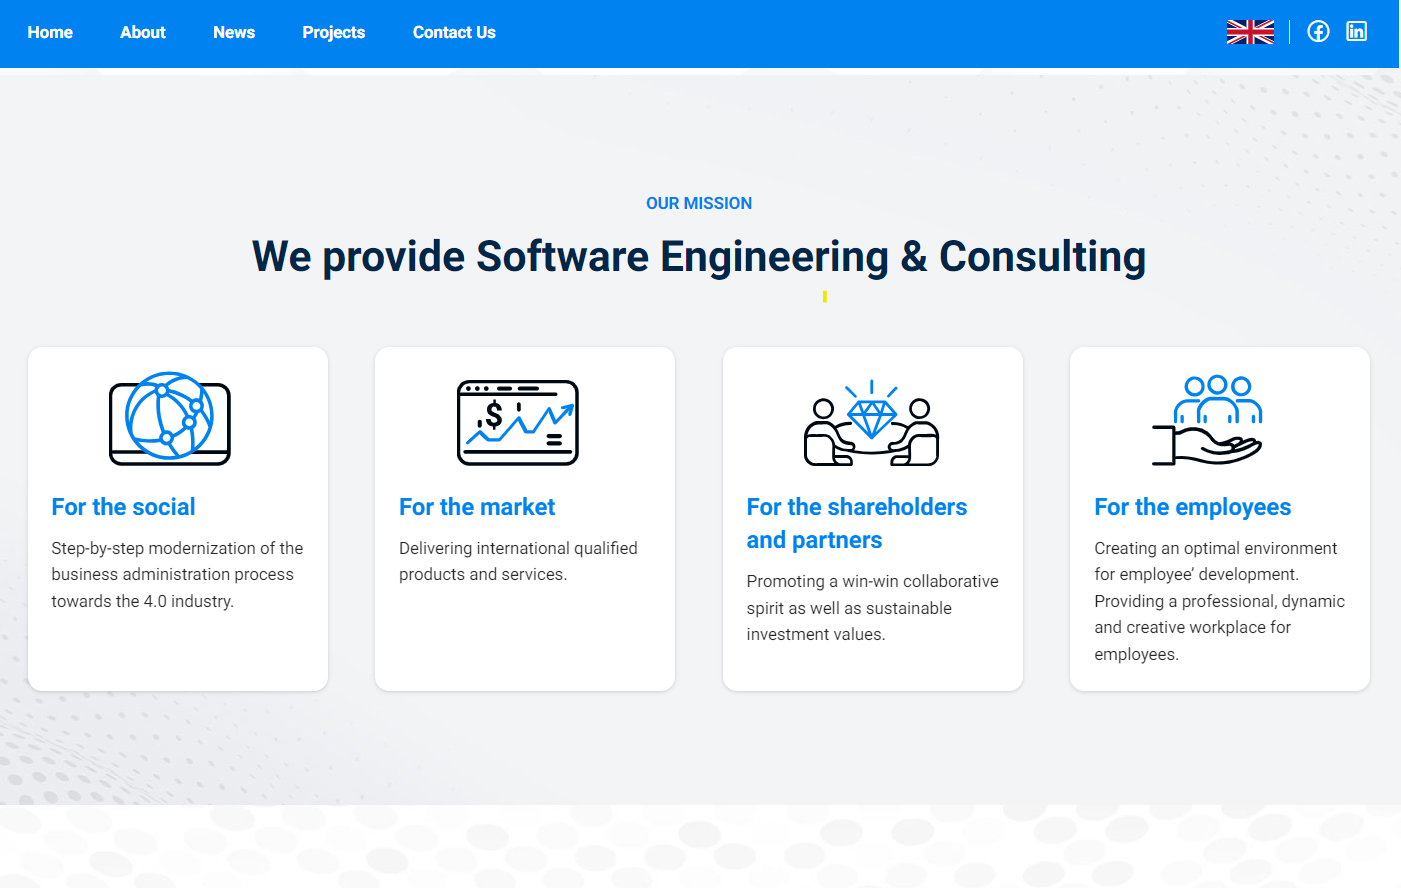 Home About News Projects Contact Us
OUR MISSION
We provide Software Engineering & Consulting
$
For the social
Step-by-step modernization of the
business administration process
towards the 4.0 industry.
For the market
Delivering international qualified
products and services.
For the shareholders
and partners
Promoting a win-win collaborative
spirit as well as sustainable
investment values.
For the employees
Creating an optimal environment
for employee’ development.
Providing a professional, dynamic
and creative workplace for
employees.